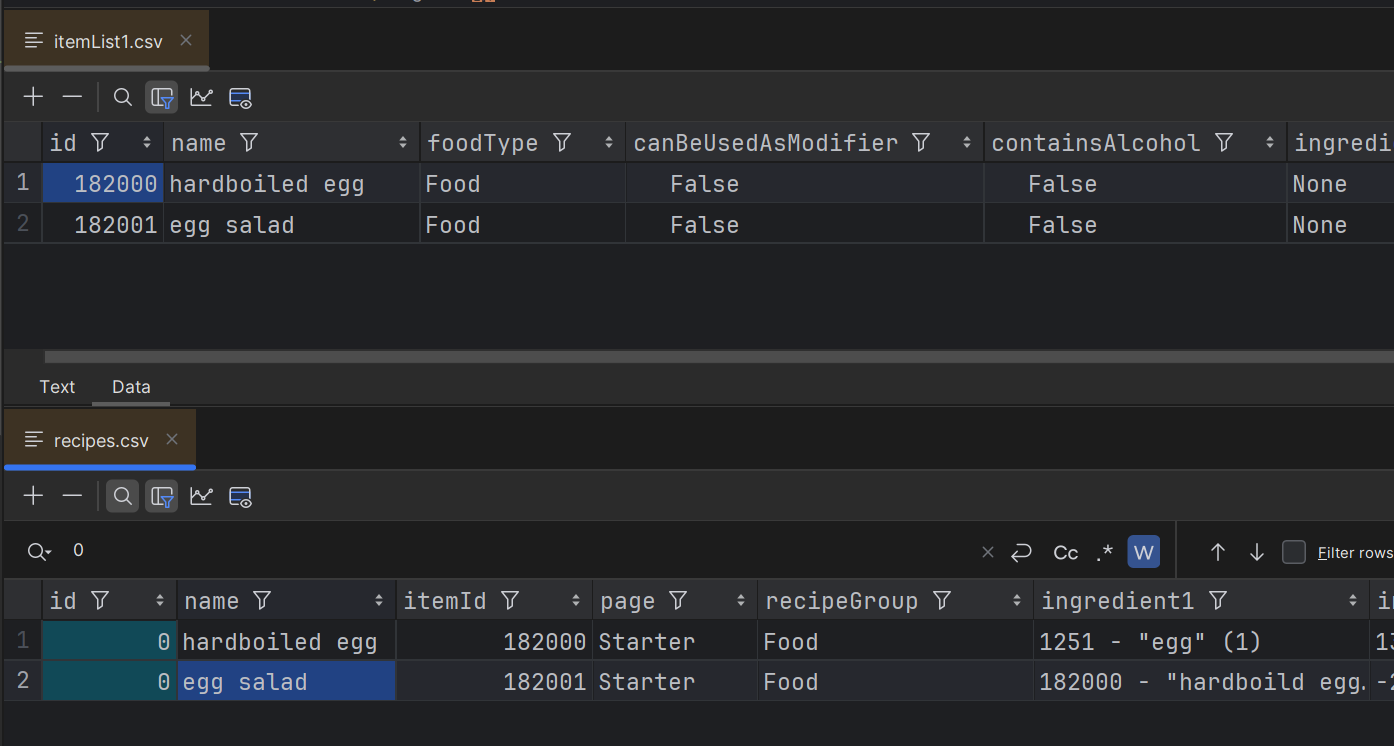 itemList1.csv
id name foodType canBeUsedAsModifier containsAlcohol ingredi
1 182000 hardboiled egg Food False False None
2 182001 egg salad Food False False None
Text Data
recipes.csv
0 Cc .* W Filter rows
id name itemId page recipeGroup ingredient1
1 0 hardboiled egg 182000 Starter Food 1251 - "egg" (1) 13
2 0 egg salad 182001 Starter Food 182000 - "hardboild egg… -2